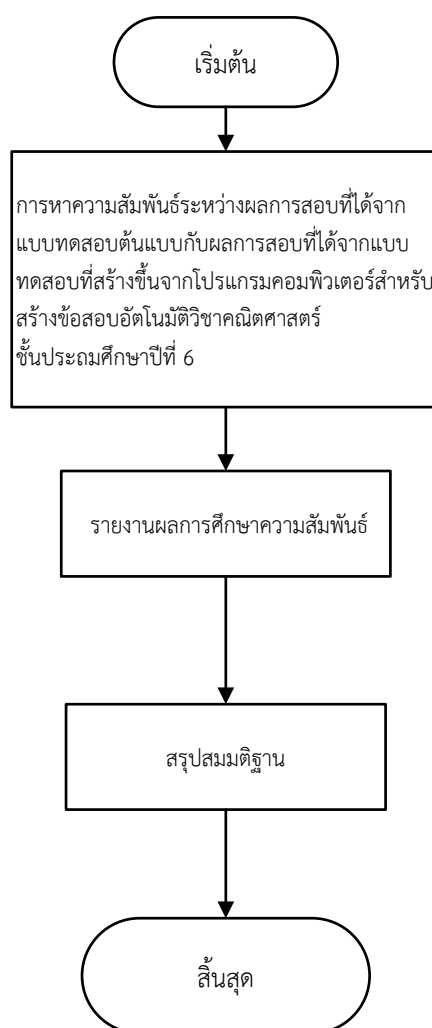 เริ่มต้น
การหาความสัมพันธ์ระหว่างผลการสอบที่ได้จาก
แบบทดสอบต้นแบบกับผลการสอบที่ได้จากแบบ
ทดสอบที่สร้างขึ้นจากโปรแกรมคอมพิวเตอร์สำหรับ
สร้างข้อสอบอัตโนมัติวิชาคณิตศาสตร์
ชั้นประถมศึกษาปีที่ 6
รายงานผลการศึกษาความสัมพันธ์
สรุปสมมติฐาน
สิ้นสุด